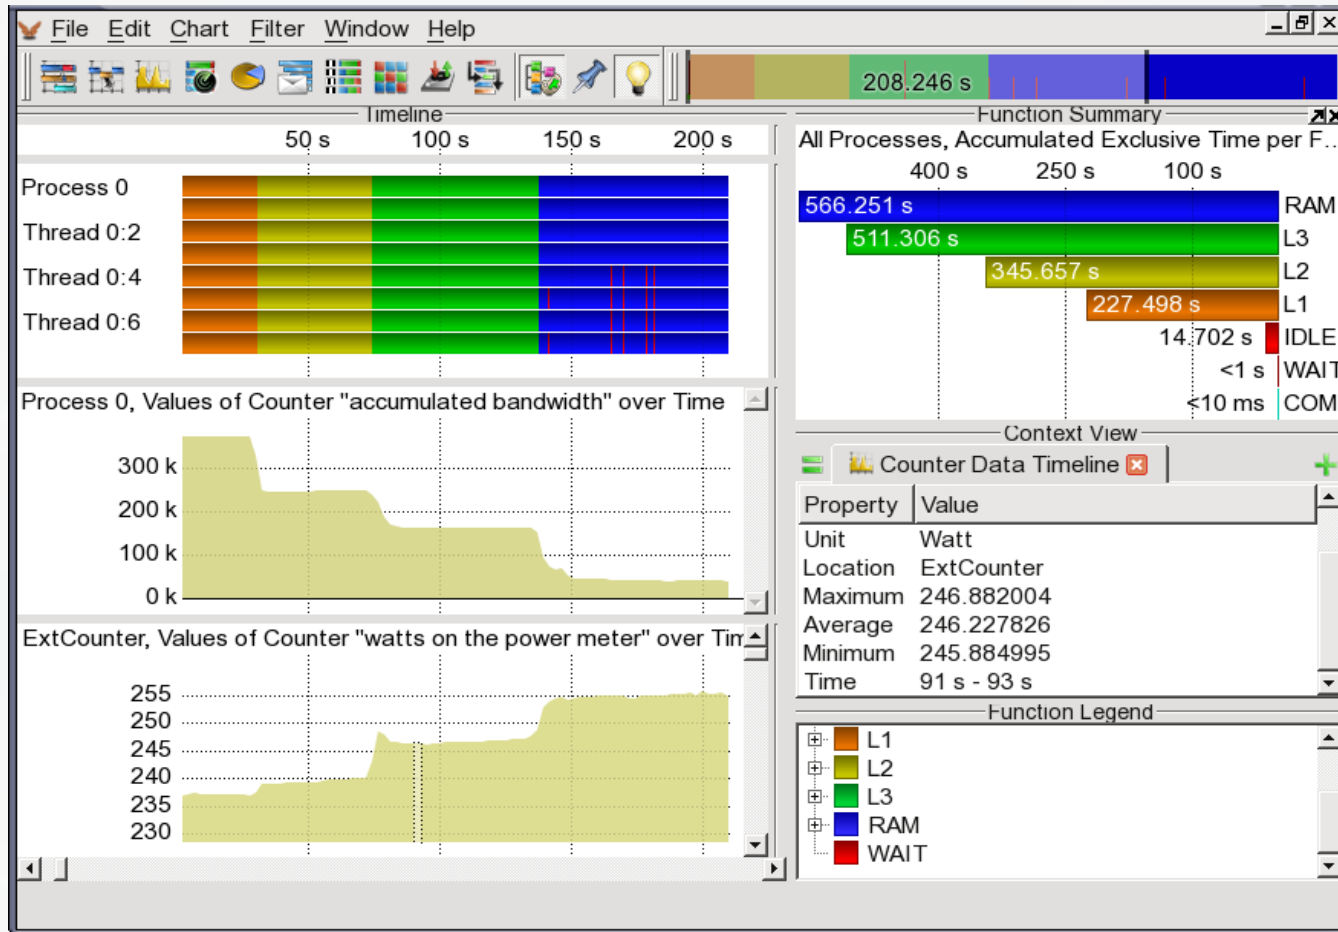 File Edit Chart Filter Window Help
208.246 s
Timeline
50 s 100 s 150 s 200 s
Process 0
Thread 0:2
Thread 0:4
Thread 0:6
Process 0, Values of Counter "accumulated bandwidth" over Time
300 k
200 k
100 k
0 k
ExtCounter, Values of Counter "watts on the power meter" over Tim
255
250
245
240
235
230
Function Summary
All Processes, Accumulated Exclusive Time per F...
400 s 250 s 100 s
566.251 s RAM
511.306 s L3
345.657 s L2
227.498 s L1
14.702 s IDLE
<1 s WAIT
<10 ms COM
Context View
Counter Data Timeline
Property Value
Unit Watt
Location ExtCounter
Maximum 246.882004
Average 246.227826
Minimum 245.884995
Time 91 s - 93 s
Function Legend
L1
L2
L3
RAM
WAIT